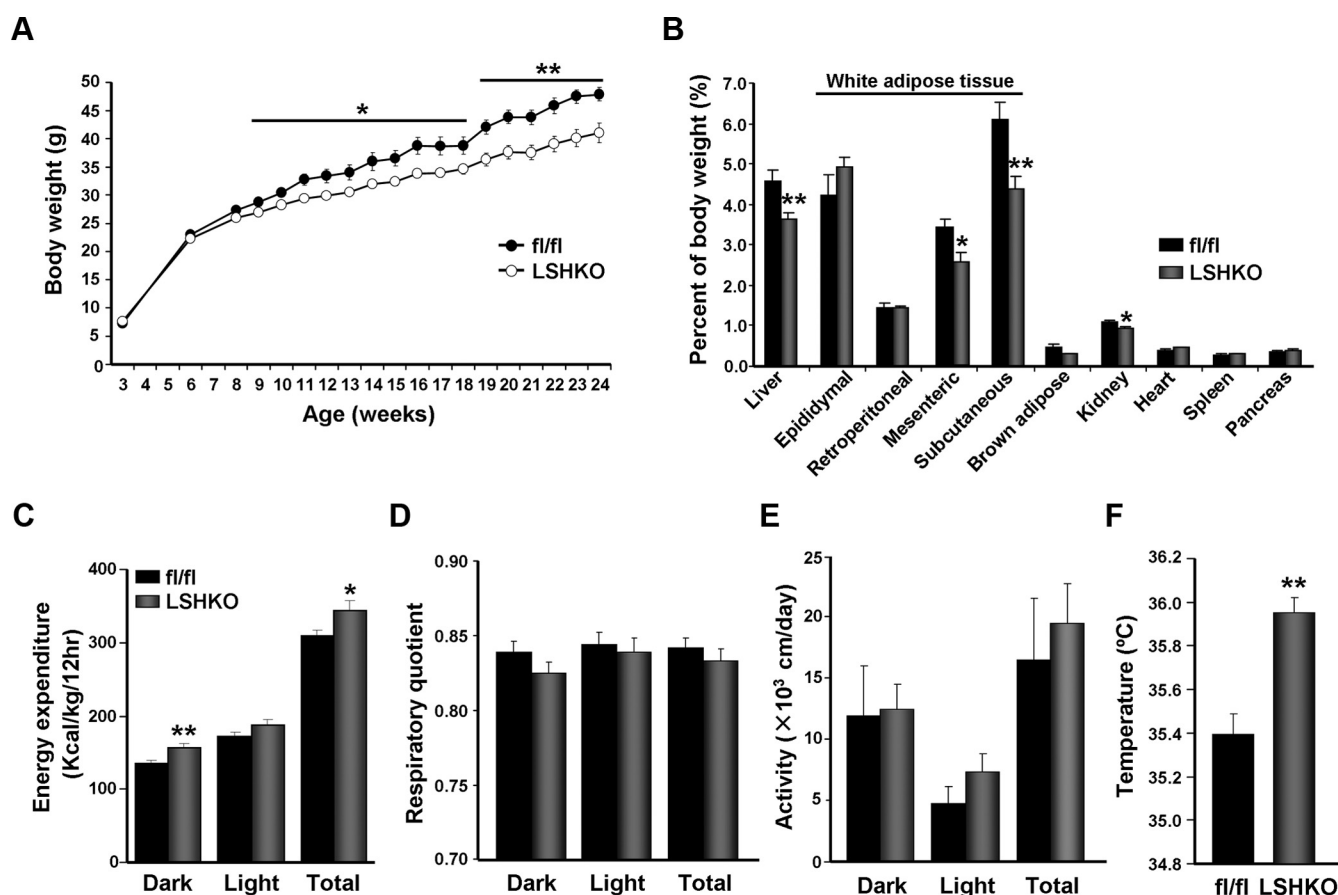 A
**
*
50
45
40
35
30
25
20
15
10
5
0
Body weight (g)
fl/fl
LSHKO
3 4 5 6 7 8 9 10 11 12 13 14 15 16 17 18 19 20 21 22 23 24
Age (weeks)
B
White adipose tissue
7.0
6.0
5.0
4.0
3.0
2.0
1.0
0.0
Percent of body weight (%)
** * ** *
fl/fl
LSHKO
Liver
Epididymal
Retroperitoneal
Mesenteric
Subcutaneous
Brown adipose
Kidney
Heart
Spleen
Pancreas
C
400
300
200
100
0
Energy expenditure
(Kcal/kg/12hr)
fl/fl
LSHKO
** *
Dark Light Total
D
0.90
0.85
0.80
0.75
0.70
Respiratory quotient
Dark Light Total
E
25
20
15
10
5
0
Activity (×10³ cm/day)
Dark Light Total
F
36.2
36.0
35.8
35.6
35.4
35.2
35.0
34.8
Temperature (ºC)
**
fl/fl LSHKO